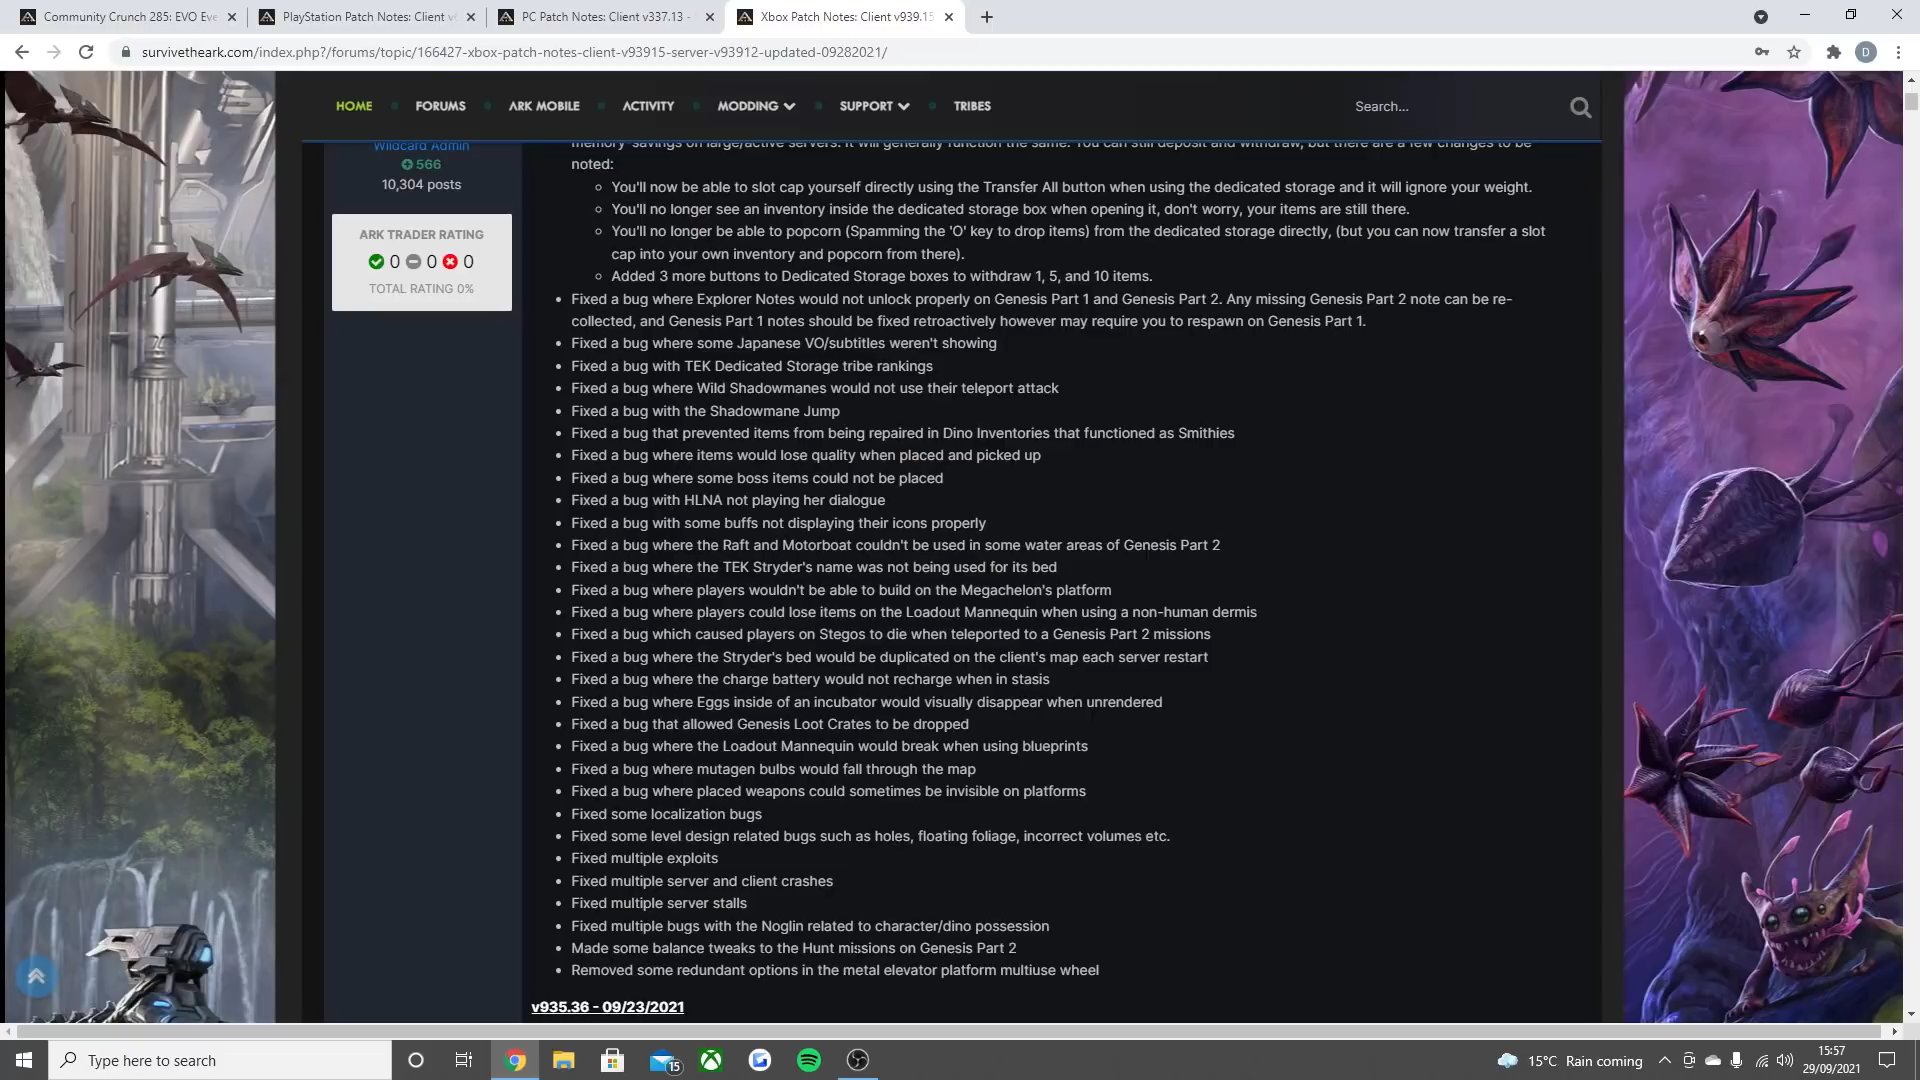 Community Crunch 285: EVO Eve
PlayStation Patch Notes: Client v
PC Patch Notes: Client v337.13 -
Xbox Patch Notes: Client v939.15
survivetheark.com/index.php?/forums/topic/166427-xbox-patch-notes-client-v93915-server-v93912-updated-09282021/
D
HOME FORUMS ARK MOBILE ACTIVITY MODDING SUPPORT TRIBES Search...
Wildcard Admin
566
10,304 posts
ARK TRADER RATING
0 0 0
TOTAL RATING 0%
memory savings on large/active servers. It will generally function the same. You can still deposit and withdraw, but there are a few changes to be
noted:
You'll now be able to slot cap yourself directly using the Transfer All button when using the dedicated storage and it will ignore your weight.
You'll no longer see an inventory inside the dedicated storage box when opening it, don't worry, your items are still there.
You'll no longer be able to popcorn (Spamming the 'O' key to drop items) from the dedicated storage directly, (but you can now transfer a slot
cap into your own inventory and popcorn from there).
Added 3 more buttons to Dedicated Storage boxes to withdraw 1, 5, and 10 items.
Fixed a bug where Explorer Notes would not unlock properly on Genesis Part 1 and Genesis Part 2. Any missing Genesis Part 2 note can be re-
collected, and Genesis Part 1 notes should be fixed retroactively however may require you to respawn on Genesis Part 1.
Fixed a bug where some Japanese VO/subtitles weren't showing
Fixed a bug with TEK Dedicated Storage tribe rankings
Fixed a bug where Wild Shadowmanes would not use their teleport attack
Fixed a bug with the Shadowmane Jump
Fixed a bug that prevented items from being repaired in Dino Inventories that functioned as Smithies
Fixed a bug where items would lose quality when placed and picked up
Fixed a bug where some boss items could not be placed
Fixed a bug with HLNA not playing her dialogue
Fixed a bug with some buffs not displaying their icons properly
Fixed a bug where the Raft and Motorboat couldn't be used in some water areas of Genesis Part 2
Fixed a bug where the TEK Stryder's name was not being used for its bed
Fixed a bug where players wouldn't be able to build on the Megachelon's platform
Fixed a bug where players could lose items on the Loadout Mannequin when using a non-human dermis
Fixed a bug which caused players on Stegos to die when teleported to a Genesis Part 2 missions
Fixed a bug where the Stryder's bed would be duplicated on the client's map each server restart
Fixed a bug where the charge battery would not recharge when in stasis
Fixed a bug where Eggs inside of an incubator would visually disappear when unrendered
Fixed a bug that allowed Genesis Loot Crates to be dropped
Fixed a bug where the Loadout Mannequin would break when using blueprints
Fixed a bug where mutagen bulbs would fall through the map
Fixed a bug where placed weapons could sometimes be invisible on platforms
Fixed some localization bugs
Fixed some level design related bugs such as holes, floating foliage, incorrect volumes etc.
Fixed multiple exploits
Fixed multiple server and client crashes
Fixed multiple server stalls
Fixed multiple bugs with the Noglin related to character/dino possession
Made some balance tweaks to the Hunt missions on Genesis Part 2
Removed some redundant options in the metal elevator platform multiuse wheel
v935.36 - 09/23/2021
Type here to search
15
15°C Rain coming
15:57
29/09/2021